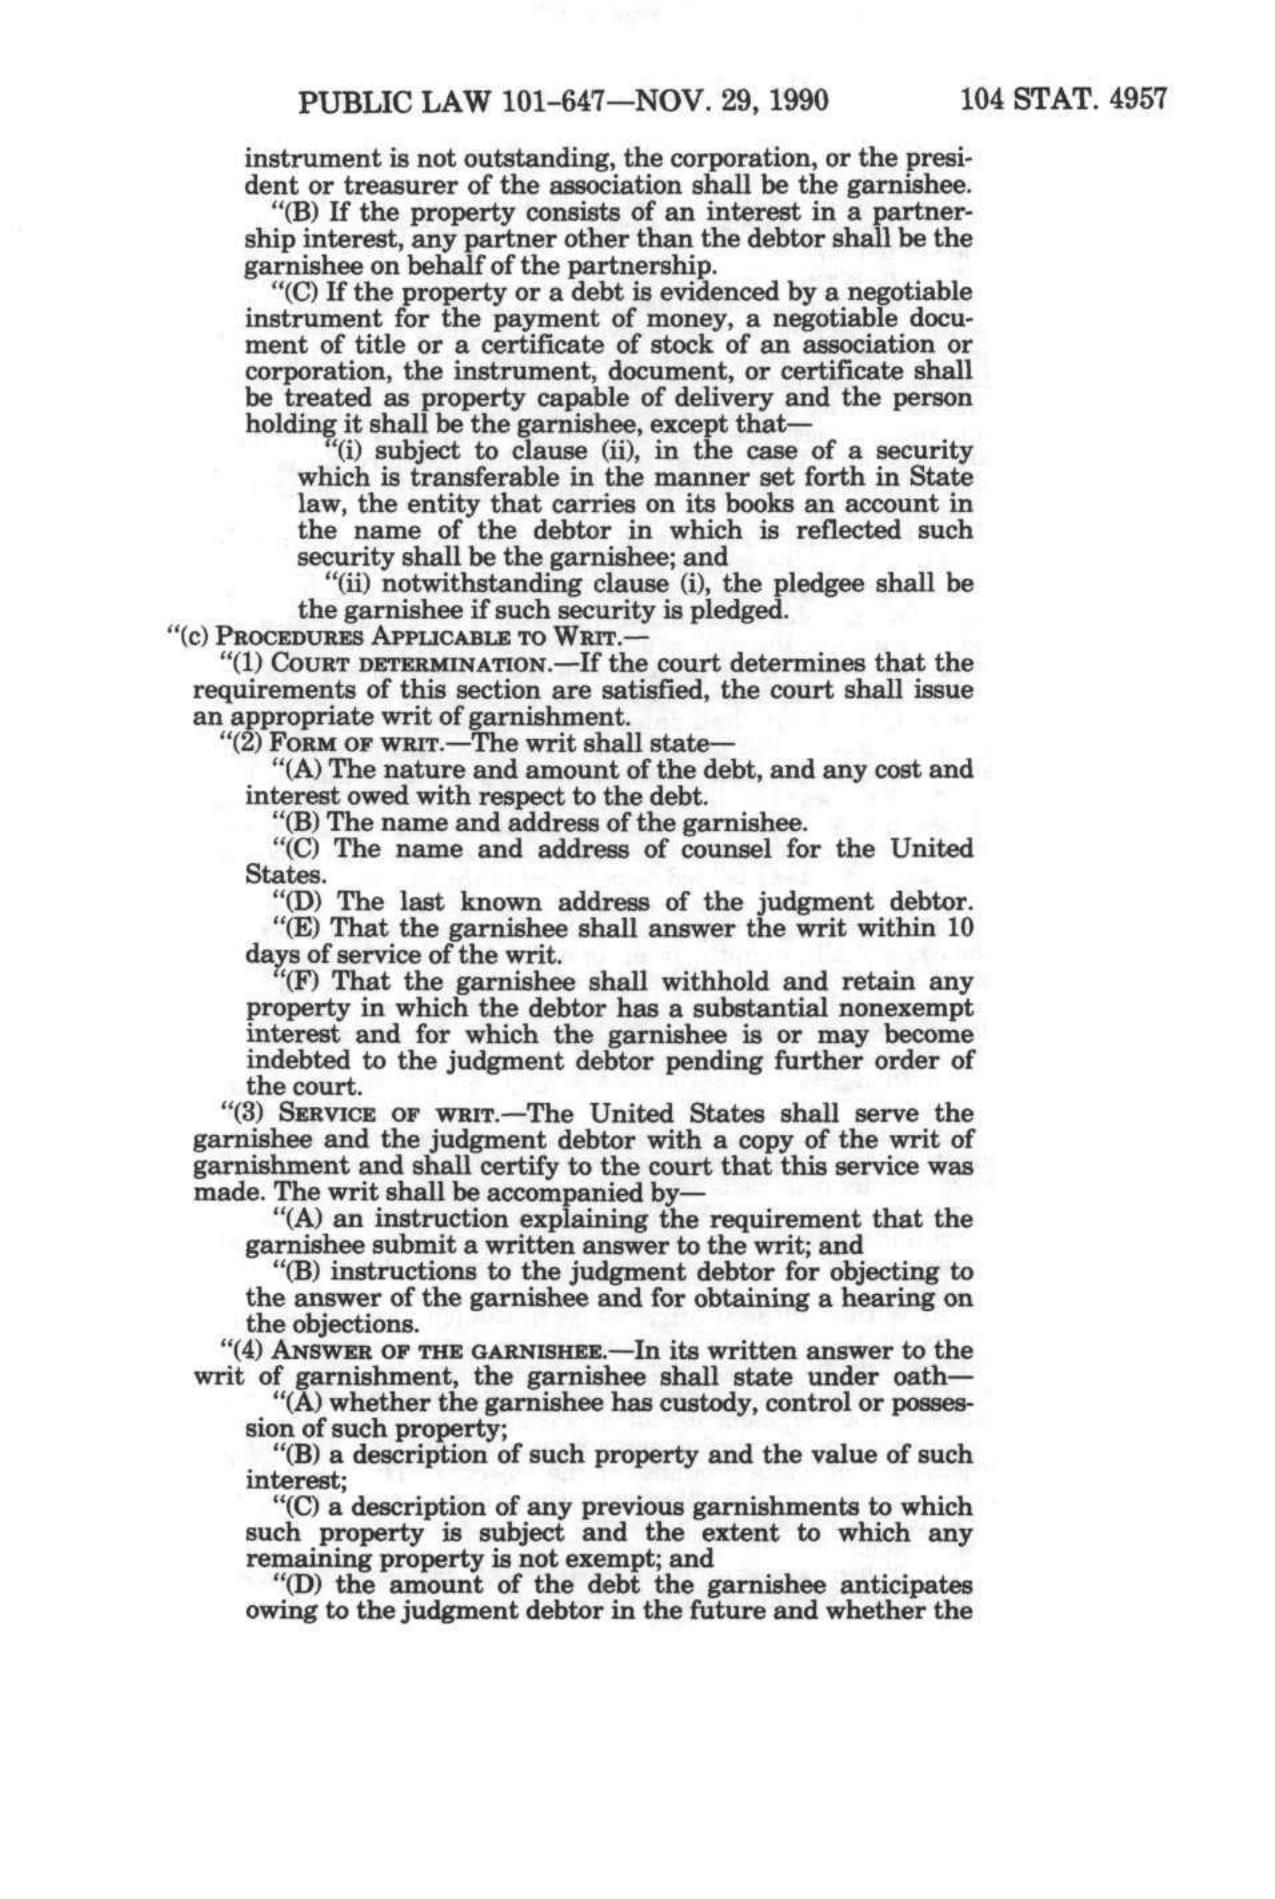 PUBLIC LAW 101–647—NOV. 29, 1990 104 STAT. 4957
instrument is not outstanding, the corporation, or the presi-
dent or treasurer of the association shall be the garnishee.
“(B) If the property consists of an interest in a partner-
ship interest, any partner other than the debtor shall be the
garnishee on behalf of the partnership.
“(C) If the property or a debt is evidenced by a negotiable
instrument for the payment of money, a negotiable docu-
ment of title or a certificate of stock of an association or
corporation, the instrument, document, or certificate shall
be treated as property capable of delivery and the person
holding it shall be the garnishee, except that—
“(i) subject to clause (ii), in the case of a security
which is transferable in the manner set forth in State
law, the entity that carries on its books an account in
the name of the debtor in which is reflected such
security shall be the garnishee; and
“(ii) notwithstanding clause (i), the pledgee shall be
the garnishee if such security is pledged.
“(c) PROCEDURES APPLICABLE TO WRIT.—
“(1) COURT DETERMINATION.—If the court determines that the
requirements of this section are satisfied, the court shall issue
an appropriate writ of garnishment.
“(2) FORM OF WRIT.—The writ shall state—
“(A) The nature and amount of the debt, and any cost and
interest owed with respect to the debt.
“(B) The name and address of the garnishee.
“(C) The name and address of counsel for the United
States.
“(D) The last known address of the judgment debtor.
“(E) That the garnishee shall answer the writ within 10
days of service of the writ.
“(F) That the garnishee shall withhold and retain any
property in which the debtor has a substantial nonexempt
interest and for which the garnishee is or may become
indebted to the judgment debtor pending further order of
the court.
“(3) SERVICE OF WRIT.—The United States shall serve the
garnishee and the judgment debtor with a copy of the writ of
garnishment and shall certify to the court that this service was
made. The writ shall be accompanied by—
“(A) an instruction explaining the requirement that the
garnishee submit a written answer to the writ; and
“(B) instructions to the judgment debtor for objecting to
the answer of the garnishee and for obtaining a hearing on
the objections.
“(4) ANSWER OF THE GARNISHEE.—In its written answer to the
writ of garnishment, the garnishee shall state under oath—
“(A) whether the garnishee has custody, control or posses-
sion of such property;
“(B) a description of such property and the value of such
interest;
“(C) a description of any previous garnishments to which
such property is subject and the extent to which any
remaining property is not exempt; and
“(D) the amount of the debt the garnishee anticipates
owing to the judgment debtor in the future and whether the